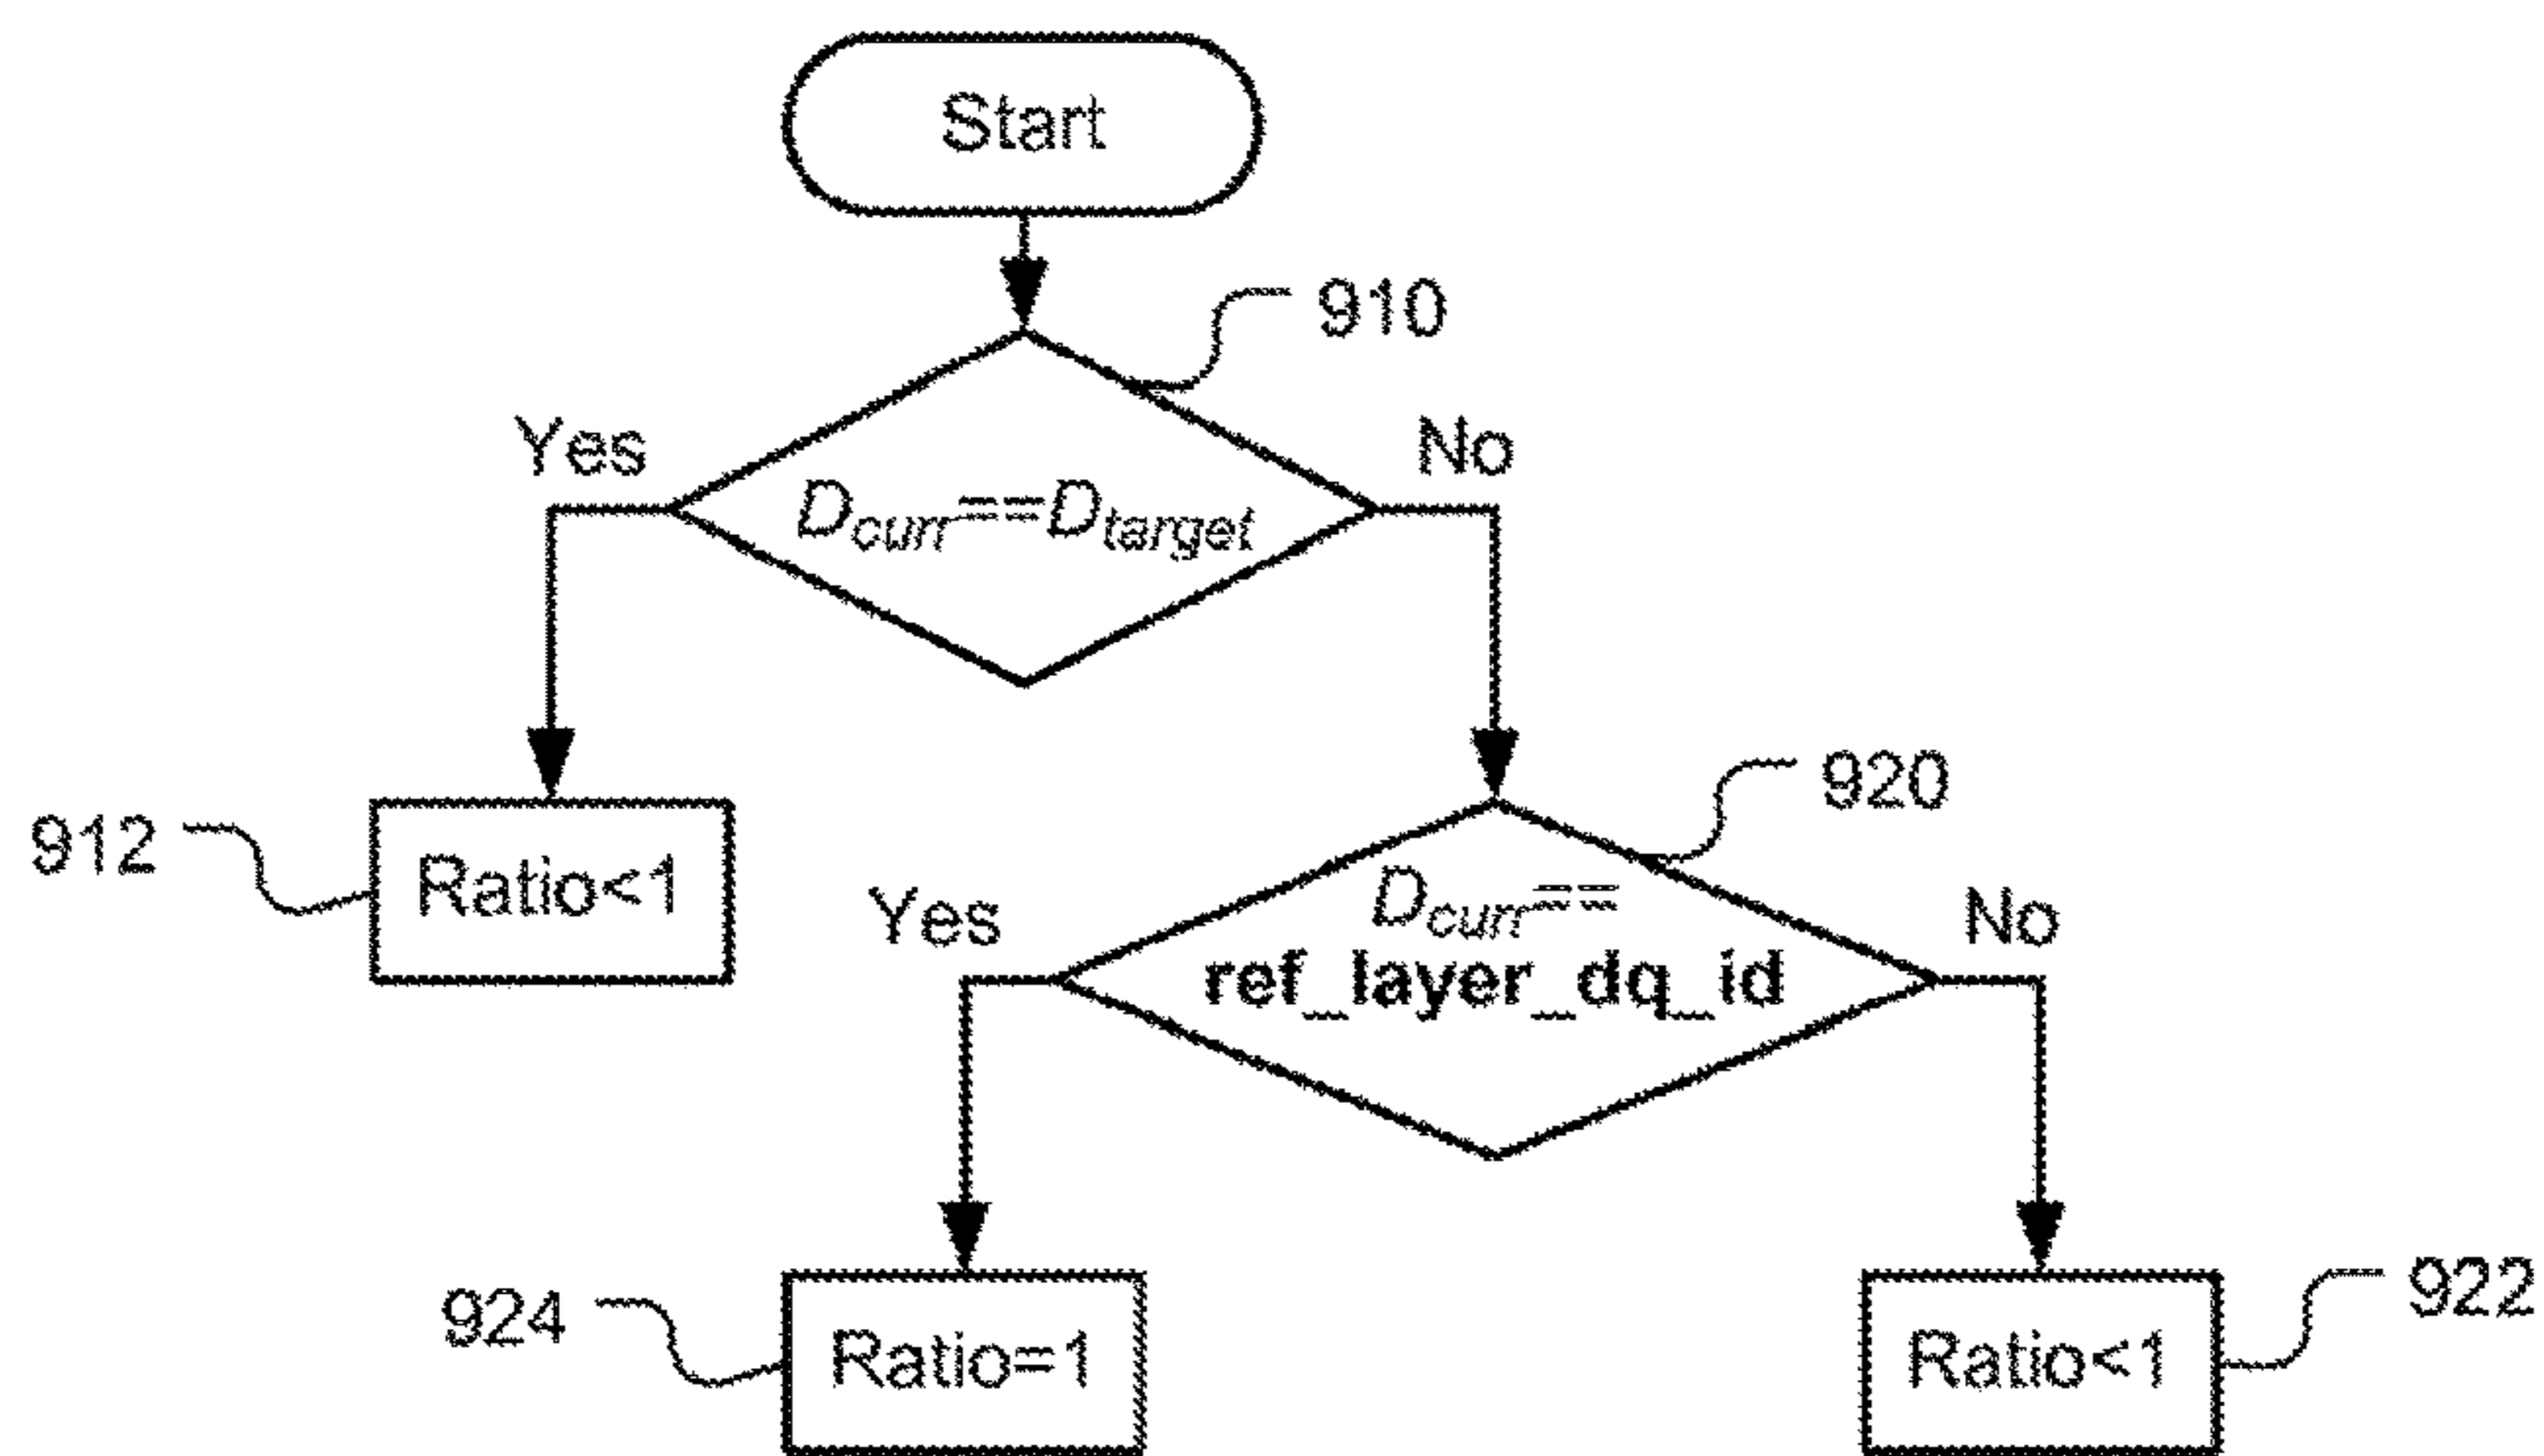 Start
910
Yes
No
Dcurr==Dtarget
920
912
Ratio<1
Yes
Dcurr==
No
ref_layer_dq_id
924
Ratio=1
Ratio<1
922